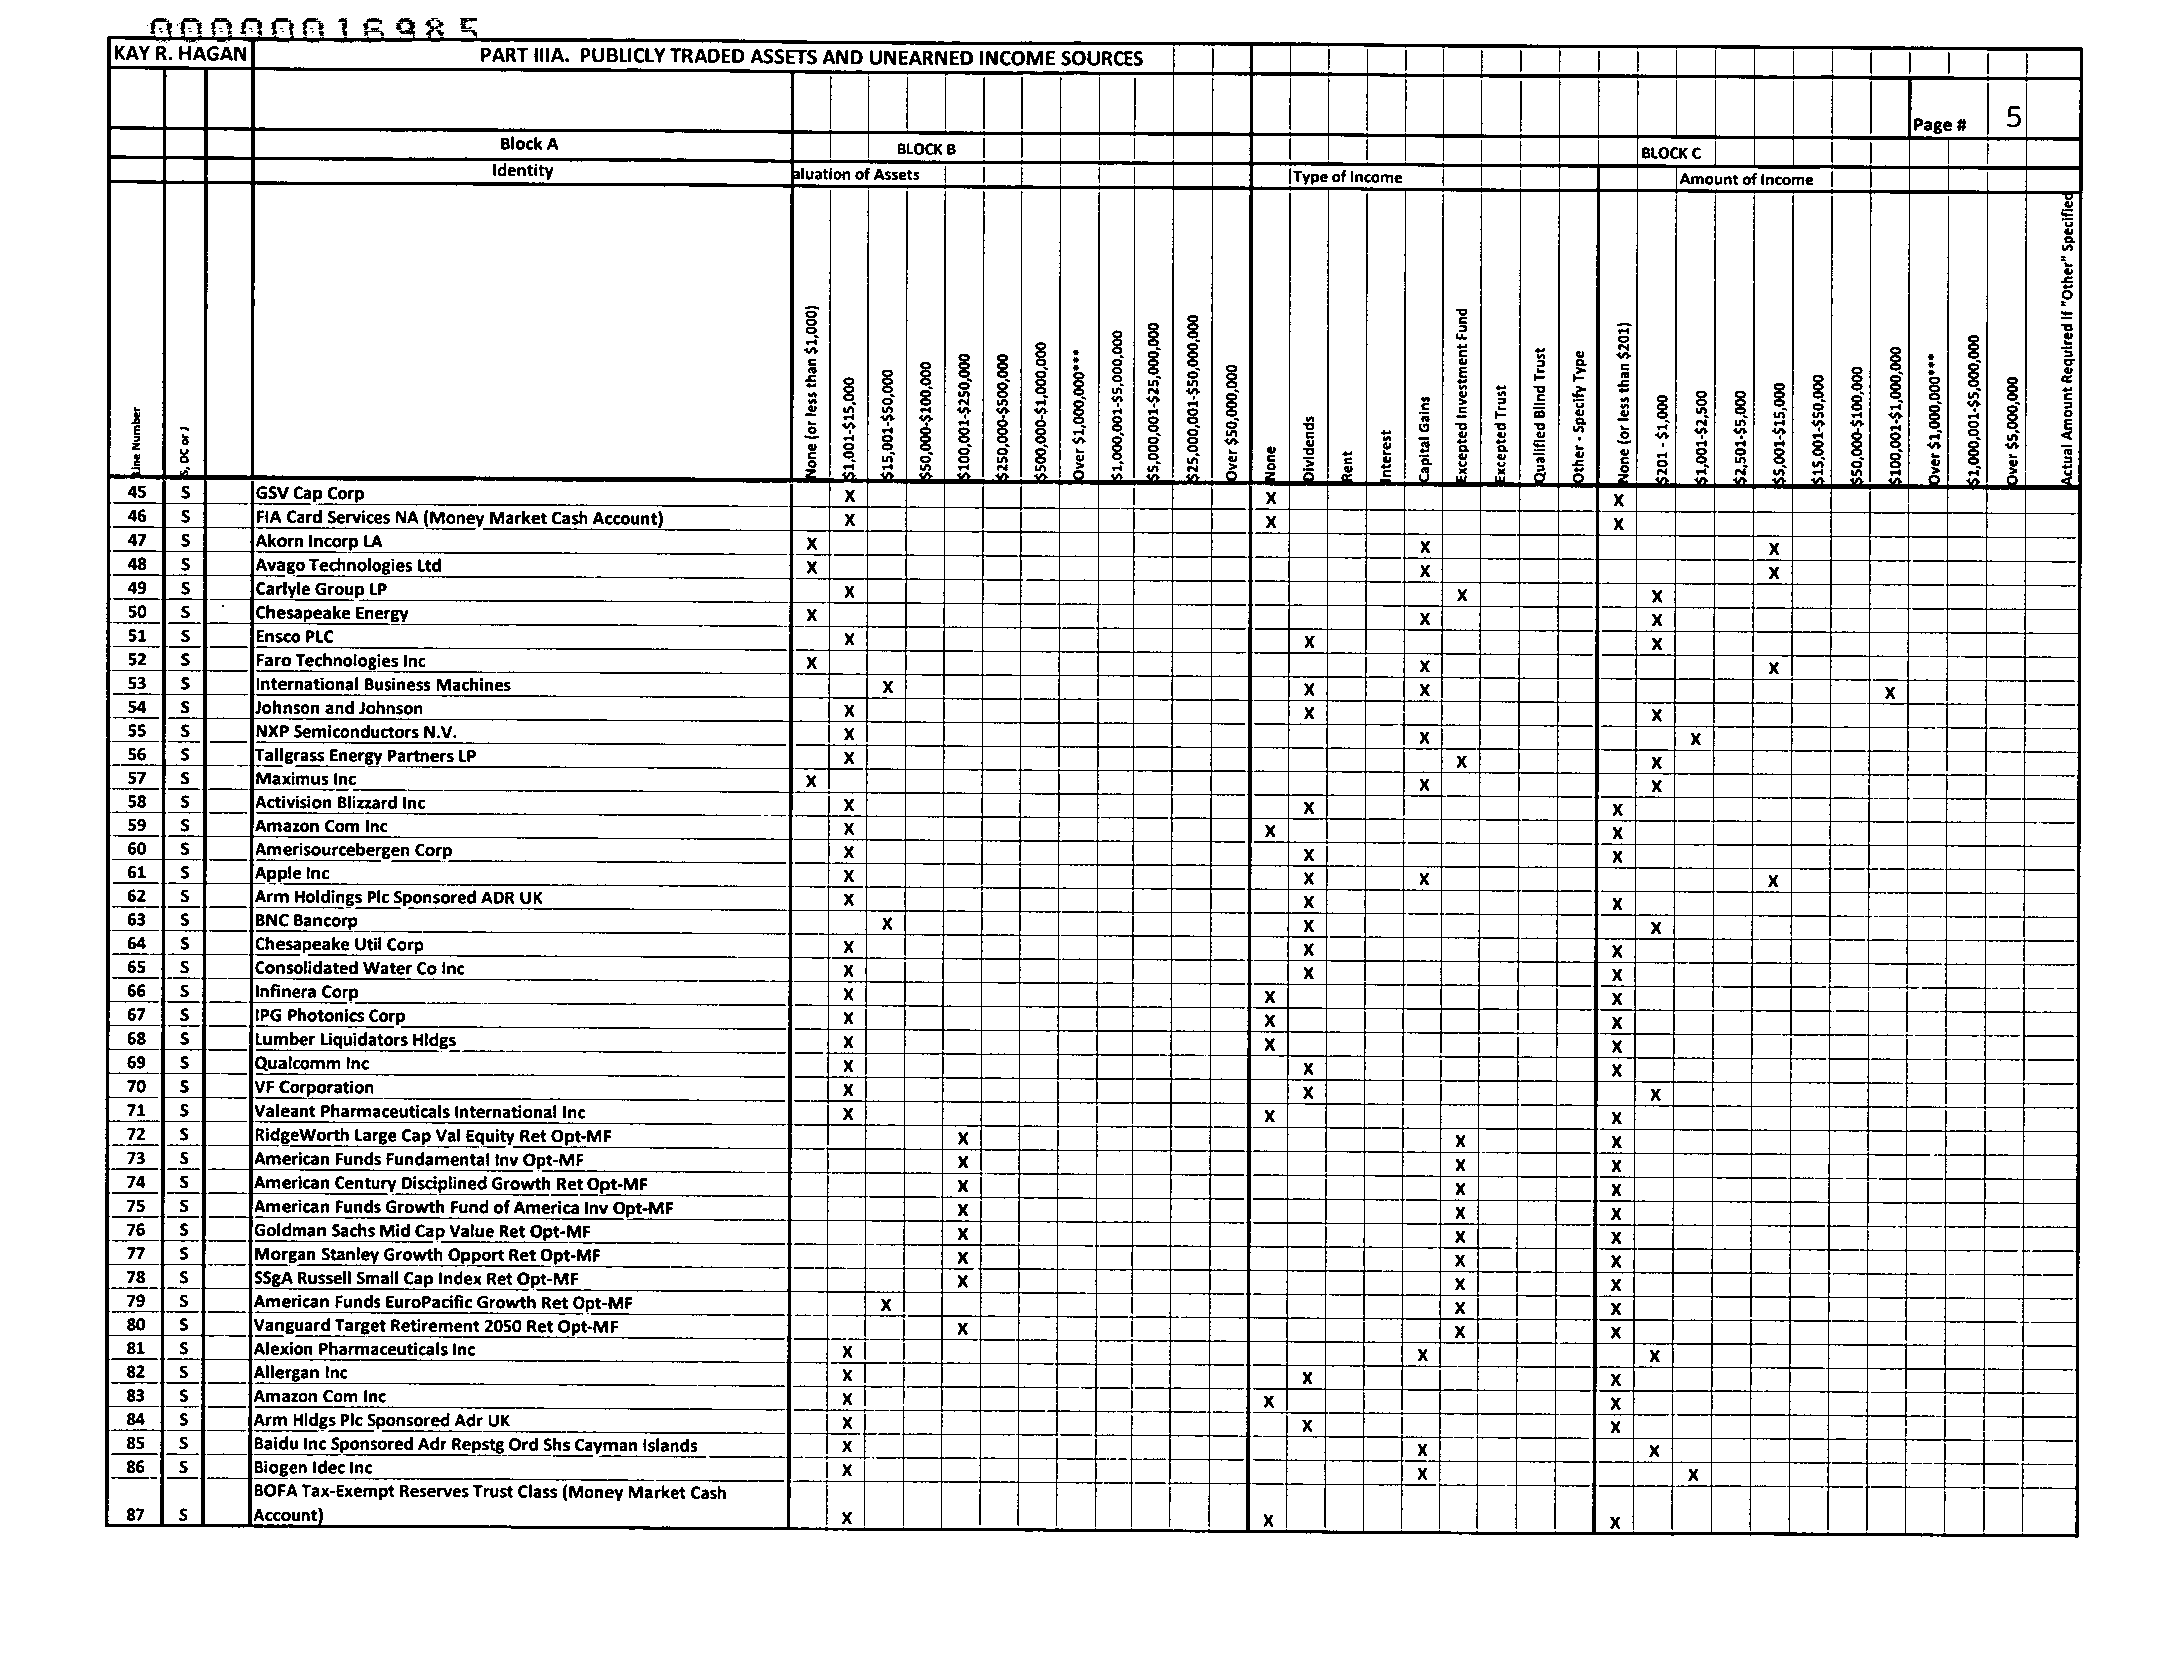 00000016985
KAY R. HAGAN PART IIIA. PUBLICLY TRADED ASSETS AND UNEARNED INCOME SOURCES
Page # 5
Block A BLOCK B BLOCK C
Identity aluation of Assets Type of Income Amount of Income
Line Number
S, DC or J
None (or less than $1,000)
$1,001-$15,000
$15,001-$50,000
$50,000-$100,000
$100,001-$250,000
$250,000-$500,000
$500,000-$1,000,000
Over $1,000,000***
$1,000,001-$5,000,000
$5,000,001-$25,000,000
$25,000,001-$50,000,000
Over $50,000,000
None
Dividends
Rent
Interest
Capital Gains
Excepted Investment Fund
Excepted Trust
Qualified Blind Trust
Other - Specify Type
None (or less than $201)
$201 - $1,000
$1,001-$2,500
$2,501-$5,000
$5,001-$15,000
$15,001-$50,000
$50,000-$100,000
$100,001-$1,000,000
Over $1,000,000***
$1,000,001-$5,000,000
Over $5,000,000
Actual Amount Required If "Other" Specified
45 S GSV Cap Corp X X X
46 S FIA Card Services NA (Money Market Cash Account) X X X
47 S Akorn Incorp LA X X X
48 S Avago Technologies Ltd X X X
49 S Carlyle Group LP X X X
50 S Chesapeake Energy X X X
51 S Ensco PLC X X X
52 S Faro Technologies Inc X X X
53 S International Business Machines X X X X
54 S Johnson and Johnson X X X
55 S NXP Semiconductors N.V. X X X
56 S Tallgrass Energy Partners LP X X X
57 S Maximus Inc X X X
58 S Activision Blizzard Inc X X X
59 S Amazon Com Inc X X X
60 S Amerisourcebergen Corp X X X
61 S Apple Inc X X X X
62 S Arm Holdings Plc Sponsored ADR UK X X X
63 S BNC Bancorp X X X
64 S Chesapeake Util Corp X X X
65 S Consolidated Water Co Inc X X X
66 S Infinera Corp X X X
67 S IPG Photonics Corp X X X
68 S Lumber Liquidators Hldgs X X X
69 S Qualcomm Inc X X X
70 S VF Corporation X X X
71 S Valeant Pharmaceuticals International Inc X X X
72 S RidgeWorth Large Cap Val Equity Ret Opt-MF X X X
73 S American Funds Fundamental Inv Opt-MF X X X
74 S American Century Disciplined Growth Ret Opt-MF X X X
75 S American Funds Growth Fund of America Inv Opt-MF X X X
76 S Goldman Sachs Mid Cap Value Ret Opt-MF X X X
77 S Morgan Stanley Growth Opport Ret Opt-MF X X X
78 S SSgA Russell Small Cap Index Ret Opt-MF X X X
79 S American Funds EuroPacific Growth Ret Opt-MF X X X
80 S Vanguard Target Retirement 2050 Ret Opt-MF X X X
81 S Alexion Pharmaceuticals Inc X X X
82 S Allergan Inc X X X
83 S Amazon Com Inc X X X
84 S Arm Hldgs Plc Sponsored Adr UK X X X
85 S Baidu Inc Sponsored Adr Repstg Ord Shs Cayman Islands X X X
86 S Biogen Idec Inc X X X
BOFA Tax-Exempt Reserves Trust Class (Money Market Cash
87 S Account) X X X